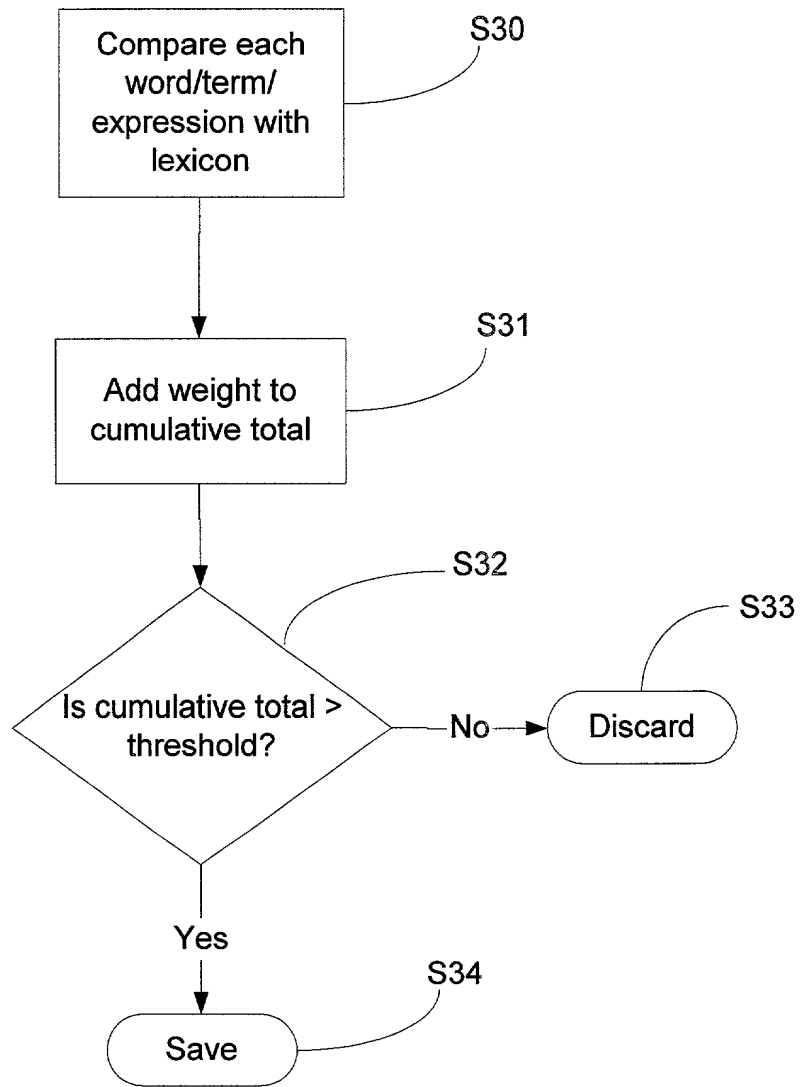 Compare each
word/term/
expression with
lexicon
S30
Add weight to
cumulative total
S31
Is cumulative total >
threshold?
S32
No
Discard
S33
Yes
Save
S34